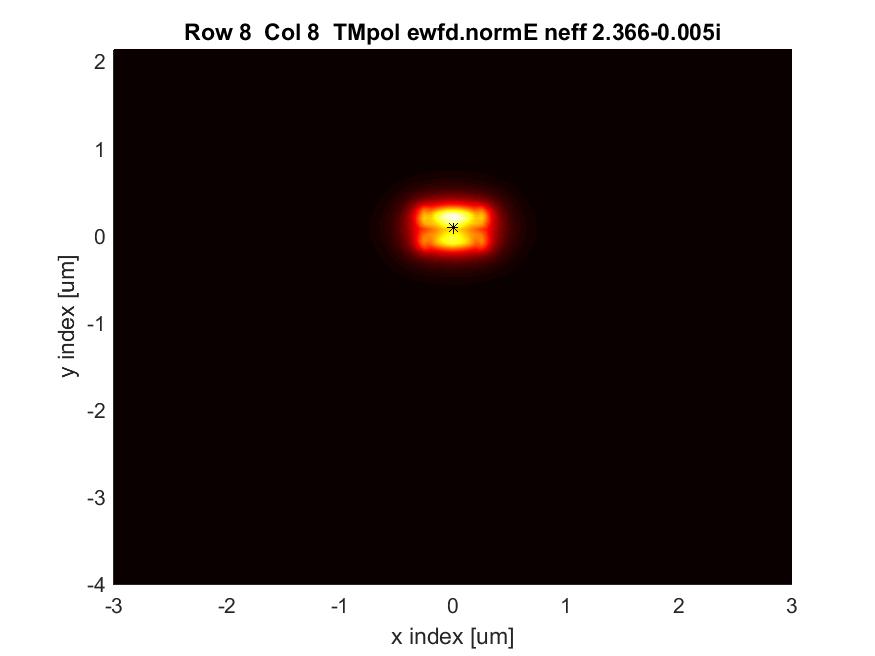 Row 8  Col 8  TMpol ewfd.normE neff 2.366-0.005i
2
1
0
-1
-2
-3
-4
y index [um]
-3 -2 -1 0 1 2 3
x index [um]